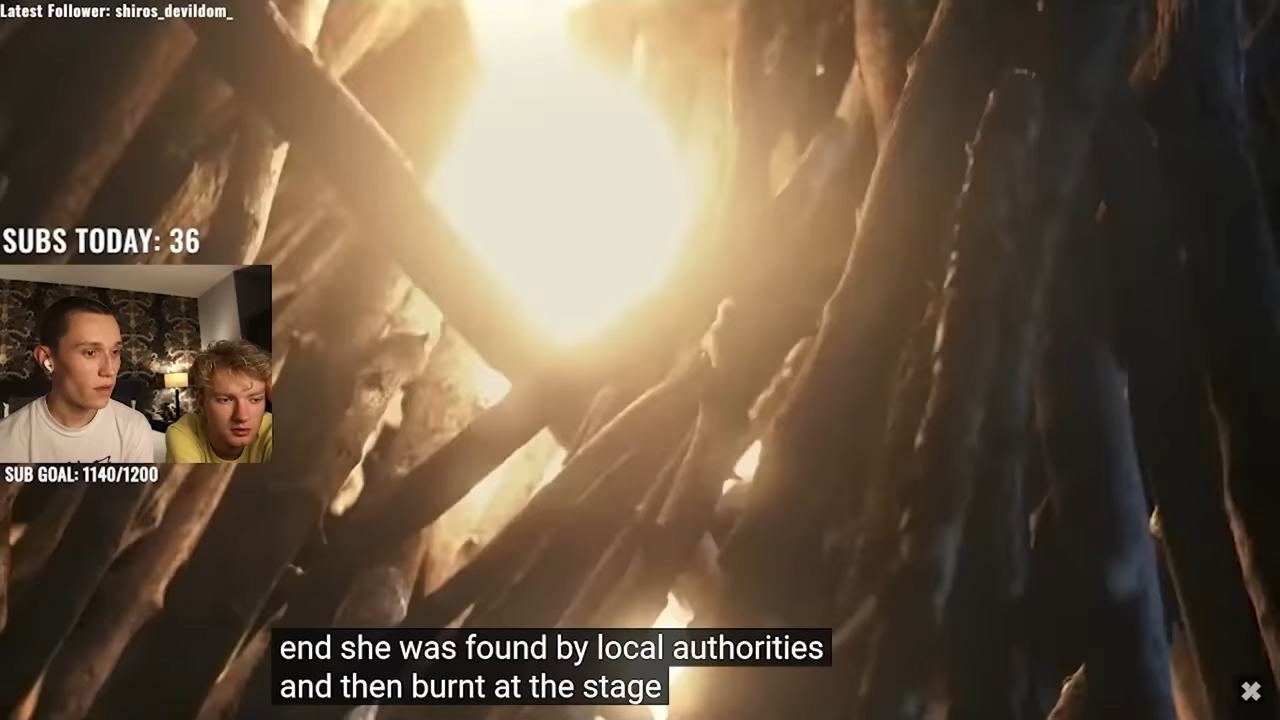 Latest Follower: shiros_devildom_
SUBS TODAY: 36
SUB GOAL: 1140/1200
end she was found by local authorities
and then burnt at the stage